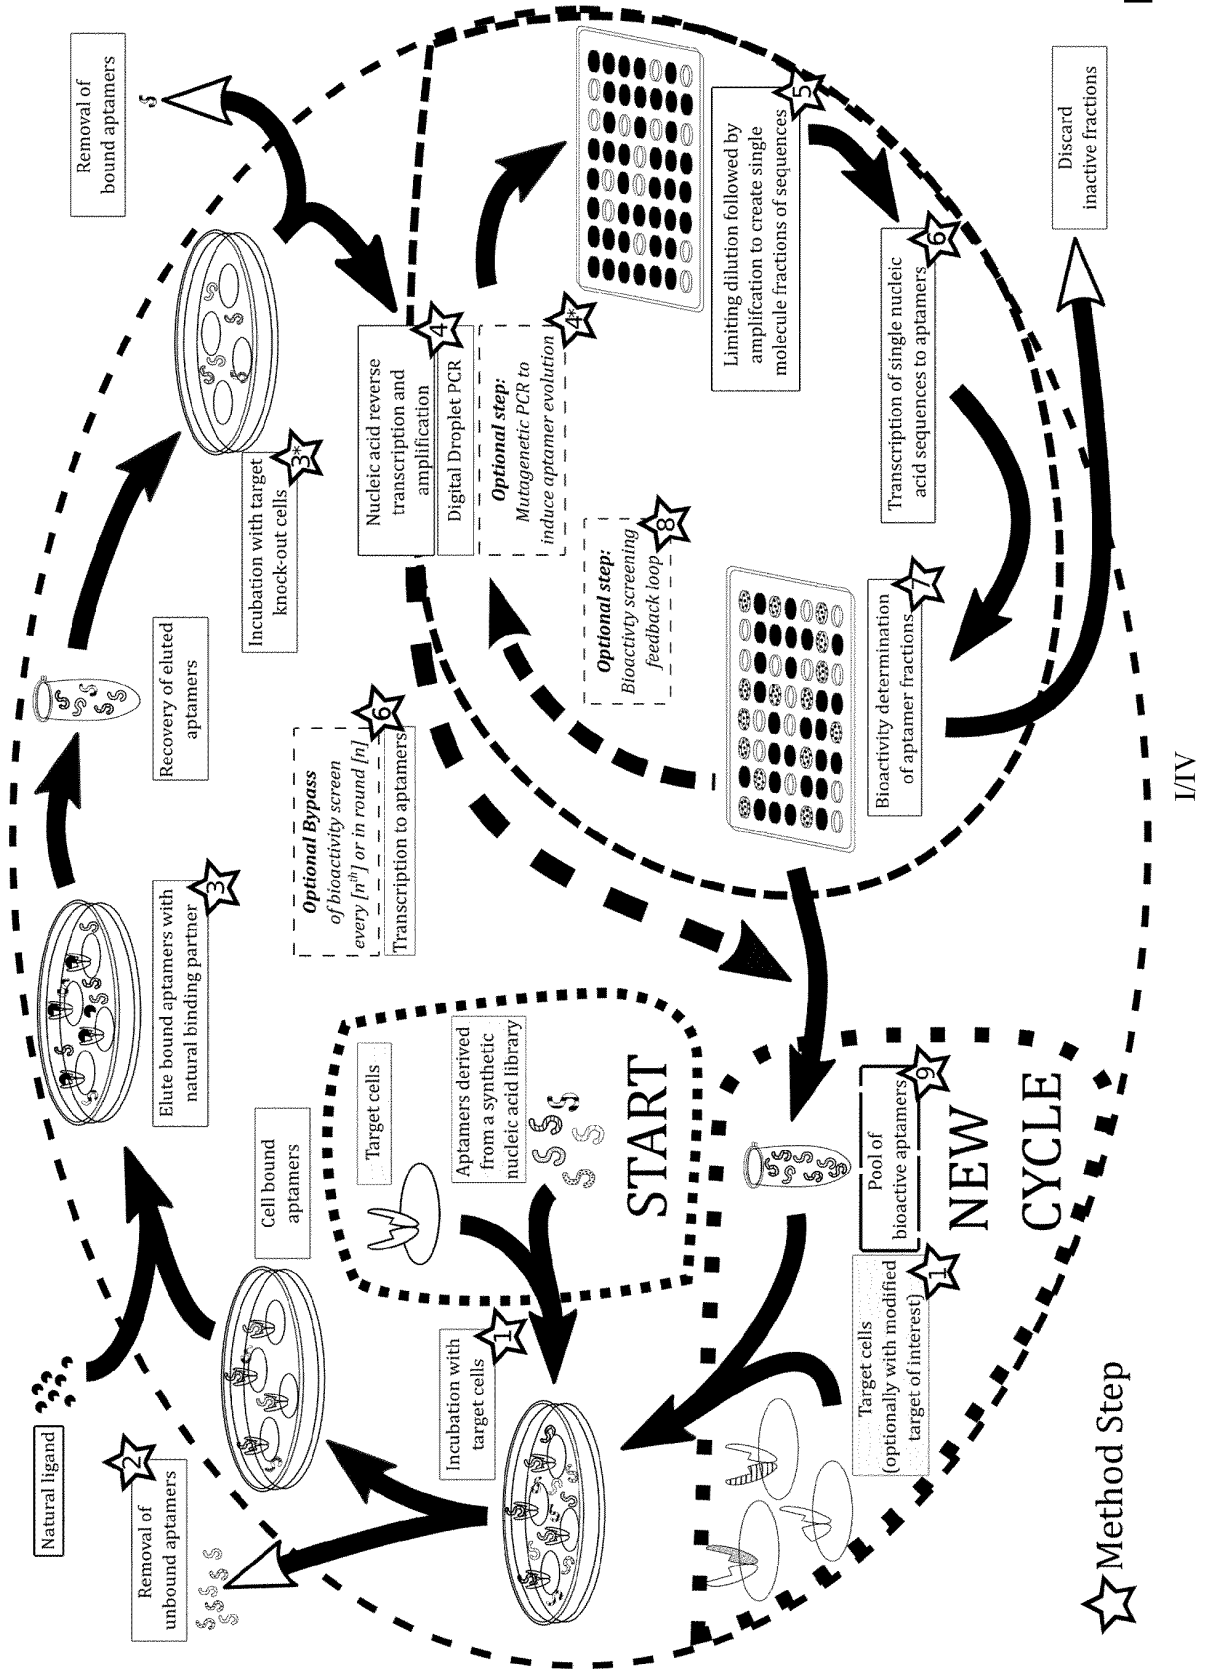 Natural ligand
2
Removal of
unbound aptamers
Cell bound
aptamers
3
Elute bound aptamers with
natural binding partner
Recovery of eluted
aptamers
3*
Incubation with target
knock-out cells
Removal of
bound aptamers
1
Incubation with
target cells
Target cells
Aptamers derived
from a synthetic
nucleic acid library
START
Optional Bypass
of bioactivity screen
every [nth] or in round [n]
6
Transcription to aptamers
4
Nucleic acid reverse
transcription and
amplification
Digital Droplet PCR
4*
Optional step:
Mutagenetic PCR to
induce aptamer evolution
8
Optional step:
Bioactivity screening
feedback loop
5
Limiting dilution followed by
amplifcation to create single
molecule fractions of sequences
6
Transcription of single nucleic
acid sequences to aptamers
7
Bioactivity determination
of aptamer fractions
Discard
inactive fractions
9
Pool of
bioactive aptamers
NEW
CYCLE
1
Target cells
(optionally with modified
target of interest)
Method Step
I/IV